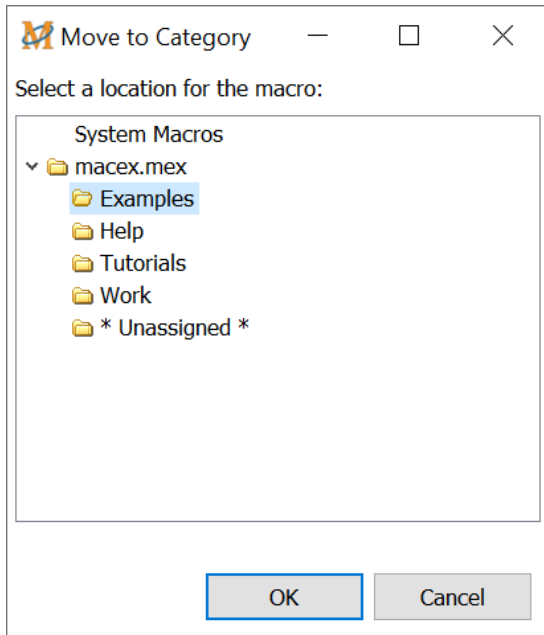 Move to Category
Select a location for the macro:
System Macros
macex.mex
Examples
Help
Tutorials
Work
* Unassigned *
OK Cancel